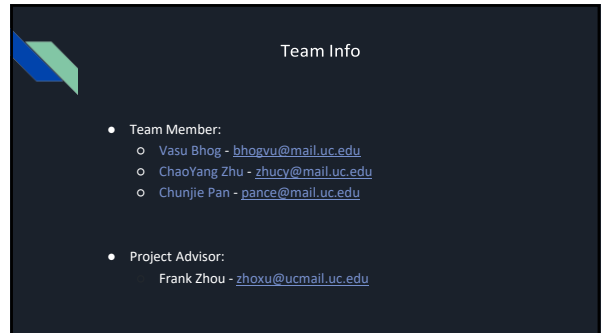 Team Info
● Team Member:
○ Vasu Bhog - bhogvu@mail.uc.edu
○ ChaoYang Zhu - zhucy@mail.uc.edu
○ Chunjie Pan - pance@mail.uc.edu
● Project Advisor:
○ Frank Zhou - zhoxu@ucmail.uc.edu